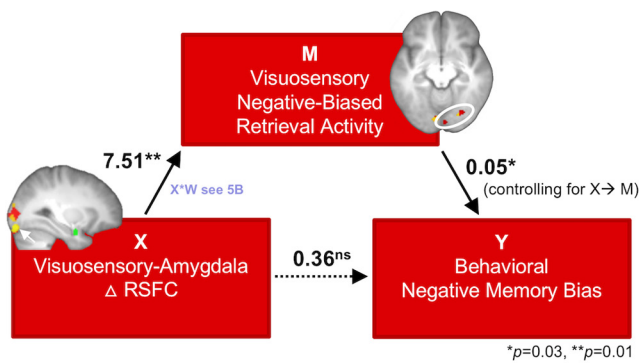 M
Visuosensory
Negative-Biased
Retrieval Activity
7.51**
X*W see 5B
0.05*
(controlling for X→ M)
X
Visuosensory-Amygdala
△ RSFC
0.36ns
Y
Behavioral
Negative Memory Bias
*p=0.03, **p=0.01